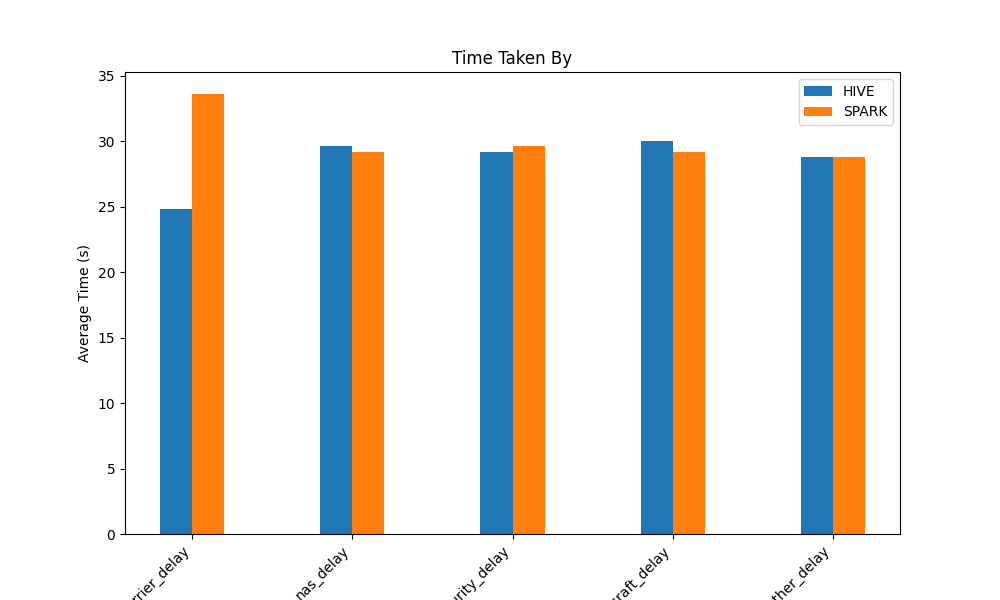 Time Taken By
HIVE
SPARK
Average Time (s)
35
30
25
20
15
10
5
0
rrier_delay
nas_delay
urity_delay
craft_delay
ther_delay